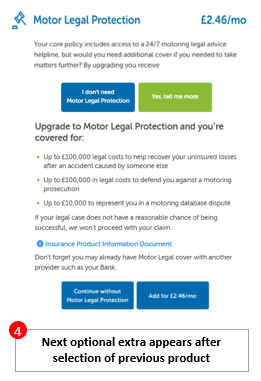 Motor Legal Protection £2.46/mo
Your core policy includes access to a 24/7 motoring legal advice
helpline, but would you need additional cover if you needed to take
matters further? By upgrading you receive
I don't need
Motor Legal Protection
Yes, tell me more
Upgrade to Motor Legal Protection and you're
covered for:
• Up to £100,000 legal costs to help recover your uninsured losses
after an accident caused by someone else
• Up to £100,000 in legal costs to defend you against a motoring
prosecution
• Up to £10,000 to represent you in a motoring database dispute
If your legal case does not have a reasonable chance of being
successful, we won't proceed with your claim.
Insurance Product Information Document
Don't forget you may already have Motor Legal cover with another
provider such as your Bank.
Continue without
Motor Legal Protection
Add for £2.46/mo
4
Next optional extra appears after
selection of previous product